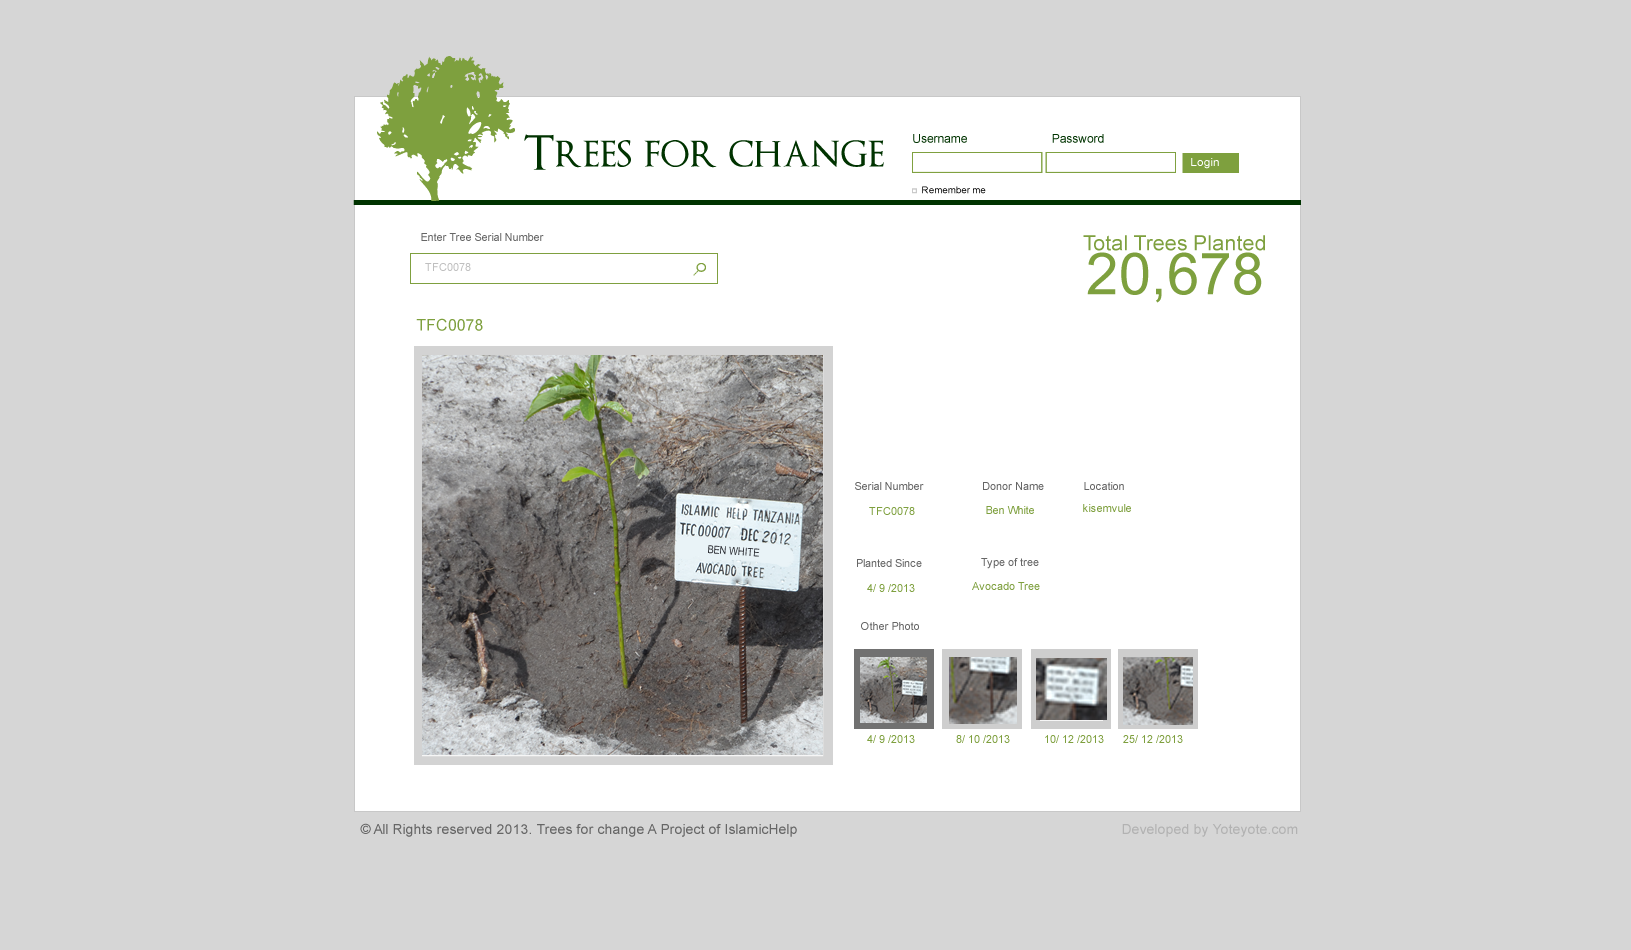 TREES FOR CHANGE
Username Password
Login
Remember me
Enter Tree Serial Number
TFC0078
Total Trees Planted
20,678
TFC0078
ISLAMIC HELP TANZANIA
TFC00007 DEC 2012
BEN WHITE
AVOCADO TREE
Serial Number Donor Name Location
TFC0078 Ben White kisemvule
Planted Since Type of tree
4/ 9 /2013 Avocado Tree
Other Photo
4/ 9 /2013 8/ 10 /2013 10/ 12 /2013 25/ 12 /2013
© All Rights reserved 2013. Trees for change A Project of IslamicHelp
Developed by Yoteyote.com